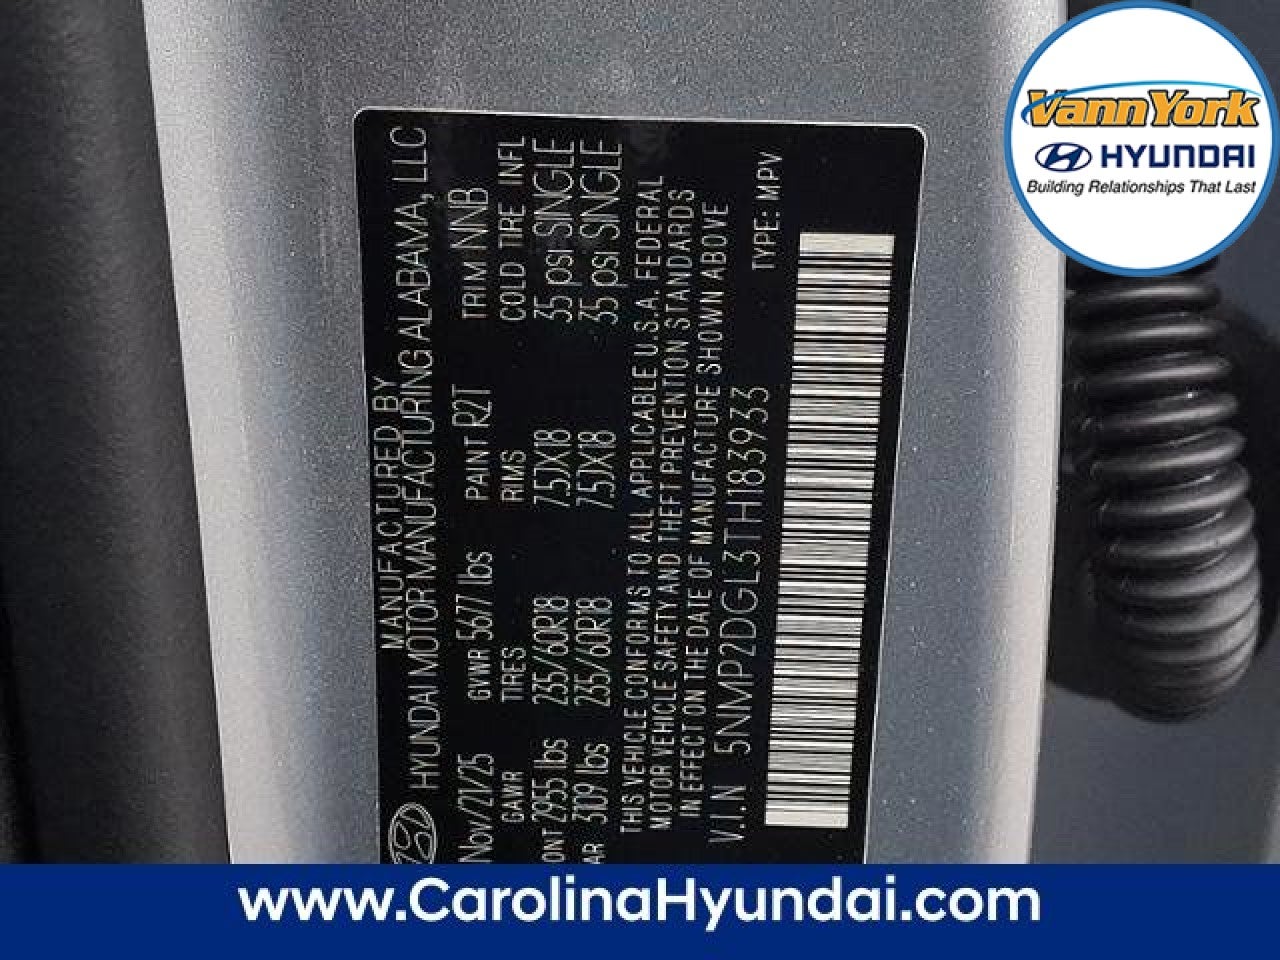 VannYork
HYUNDAI
Building Relationships That Last
MANUFACTURED BY
HYUNDAI MOTOR MANUFACTURING ALABAMA, LLC
Nov/21/25 GVWR 5677 lbs PAINT R2T TRIM NNB
GAWR TIRES RIMS COLD TIRE INFL
ONT 2955 lbs 235/60R18 7.5JX18 35 psi SINGLE
AR 3109 lbs 235/60R18 7.5JX18 35 psi SINGLE
THIS VEHICLE CONFORMS TO ALL APPLICABLE U.S.A. FEDERAL
MOTOR VEHICLE SAFETY AND THEFT PREVENTION STANDARDS
IN EFFECT ON THE DATE OF MANUFACTURE SHOWN ABOVE
V.I.N 5NMP2DGL3TH183933
TYPE: MPV
www.CarolinaHyundai.com